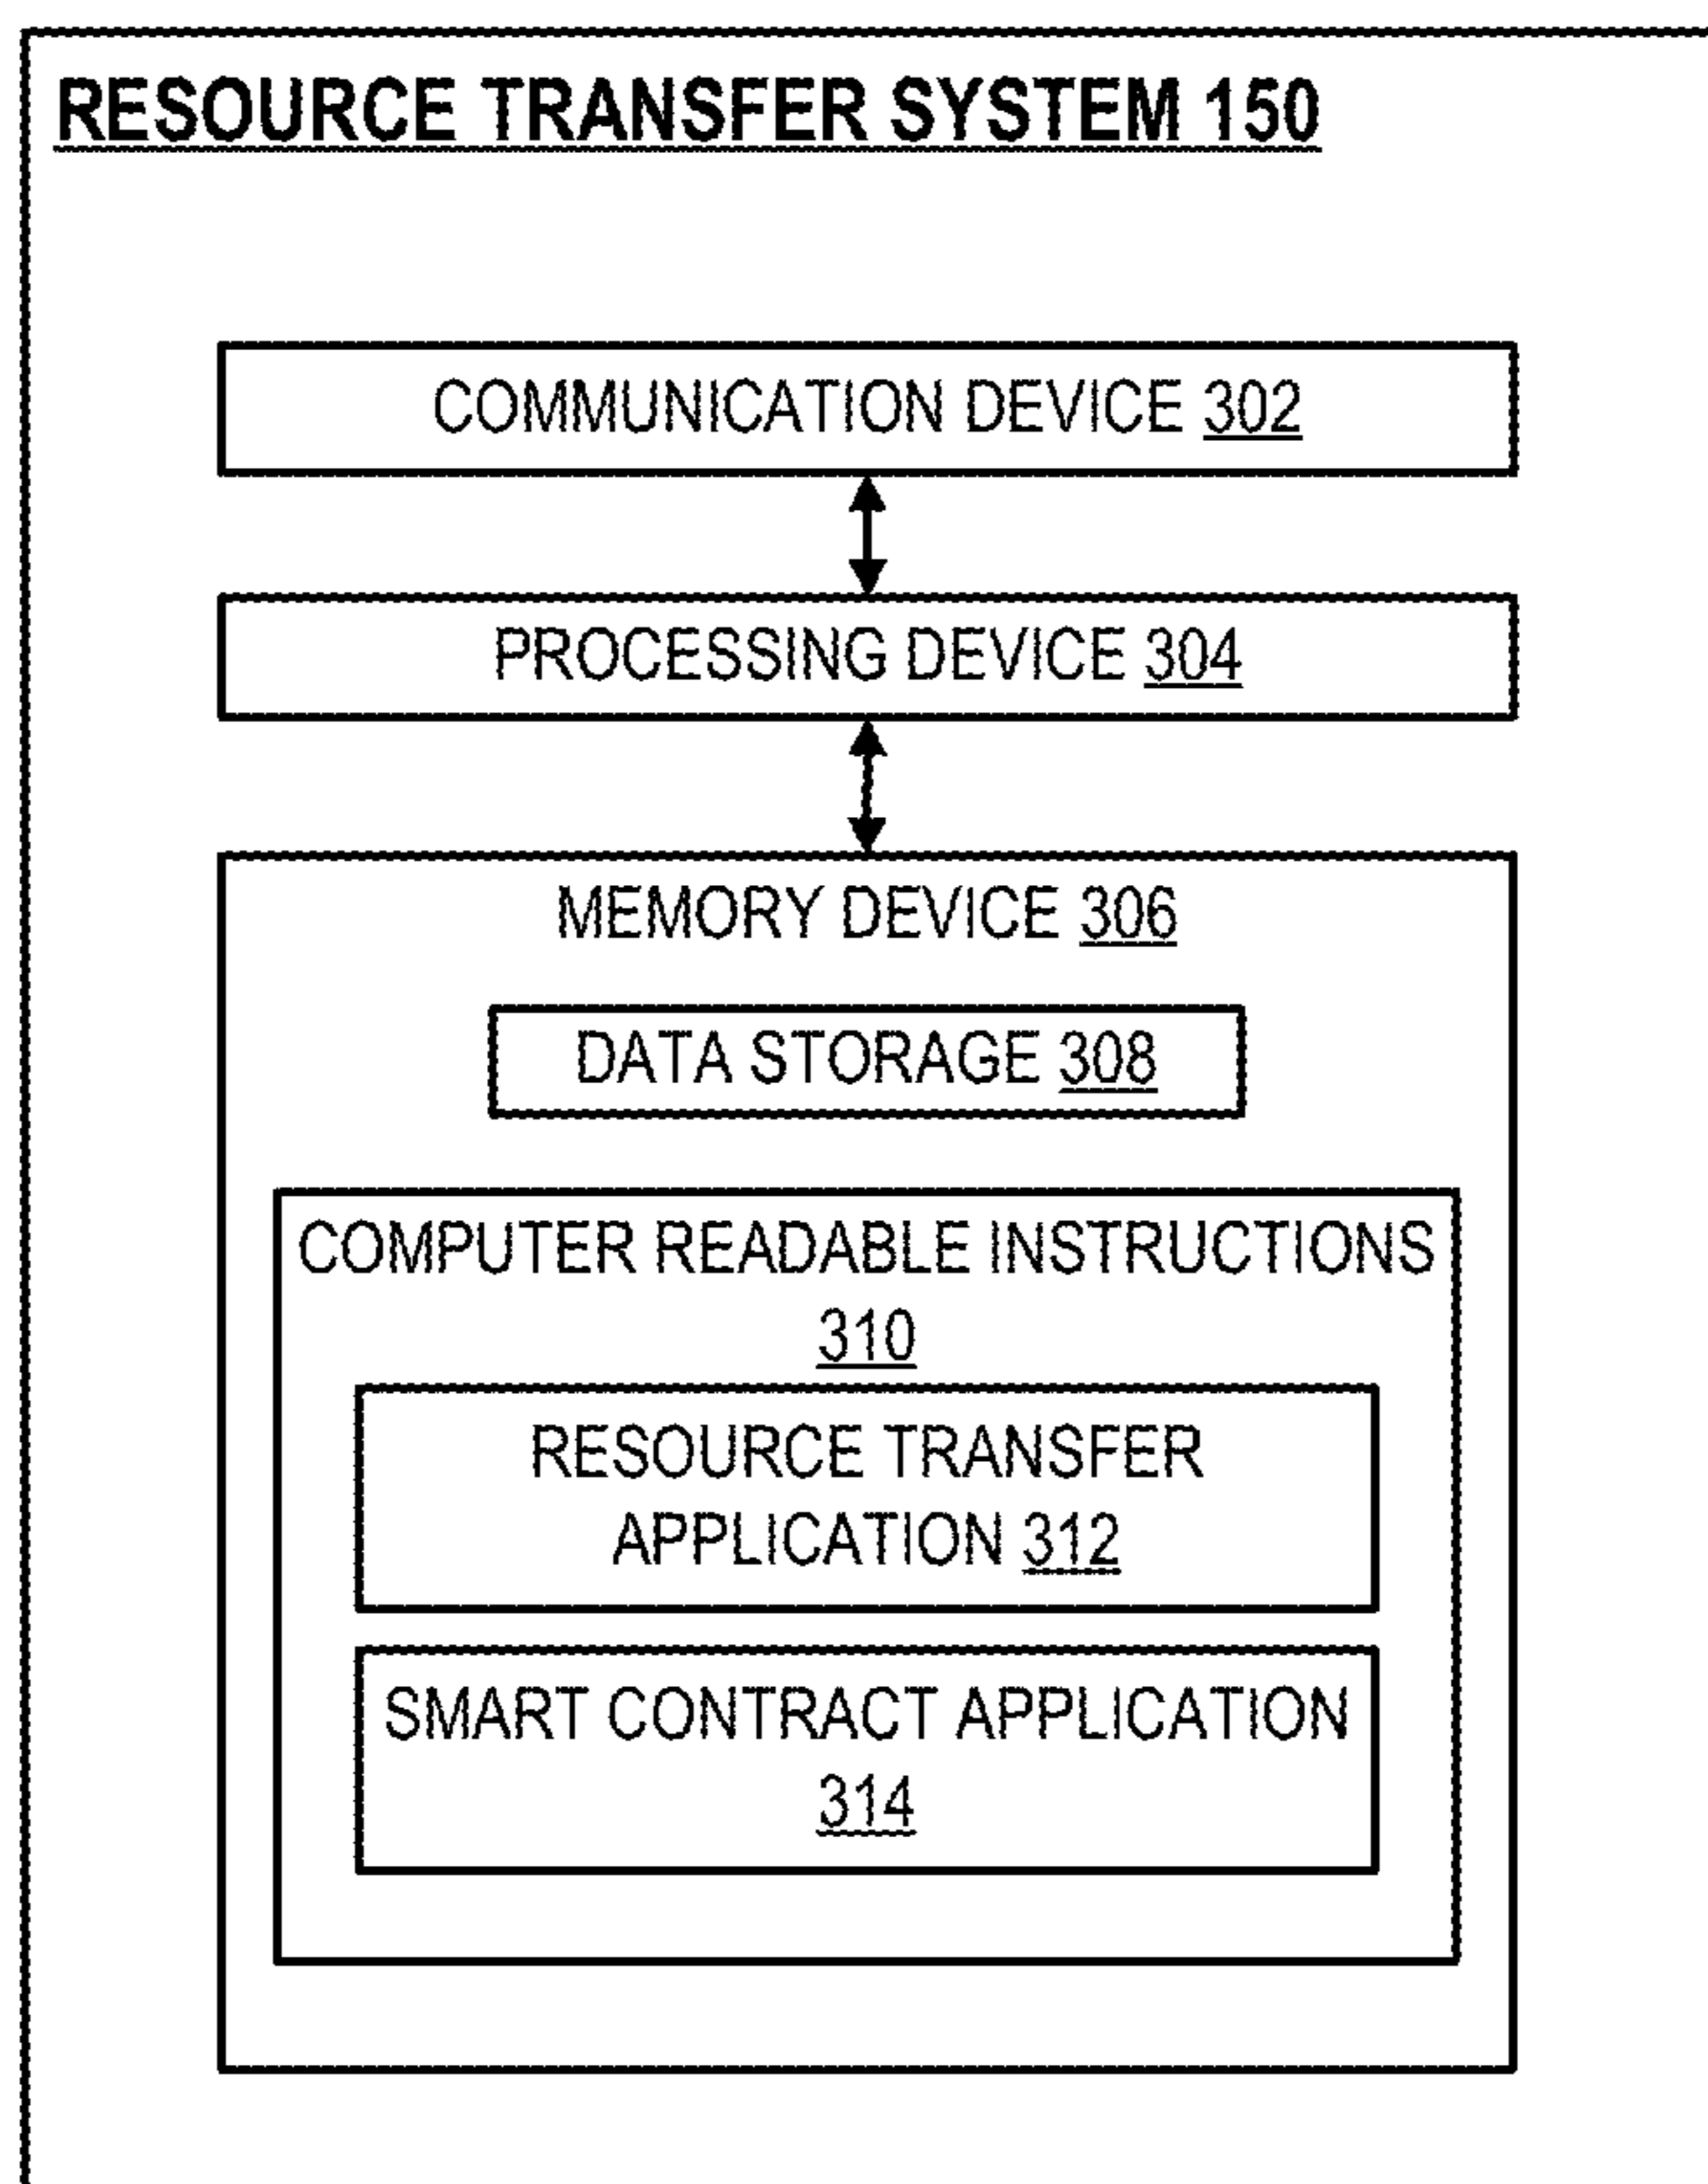 RESOURCE TRANSFER SYSTEM 150
COMMUNICATION DEVICE 302
PROCESSING DEVICE 304
MEMORY DEVICE 306
DATA STORAGE 308
COMPUTER READABLE INSTRUCTIONS
310
RESOURCE TRANSFER
APPLICATION 312
SMART CONTRACT APPLICATION
314